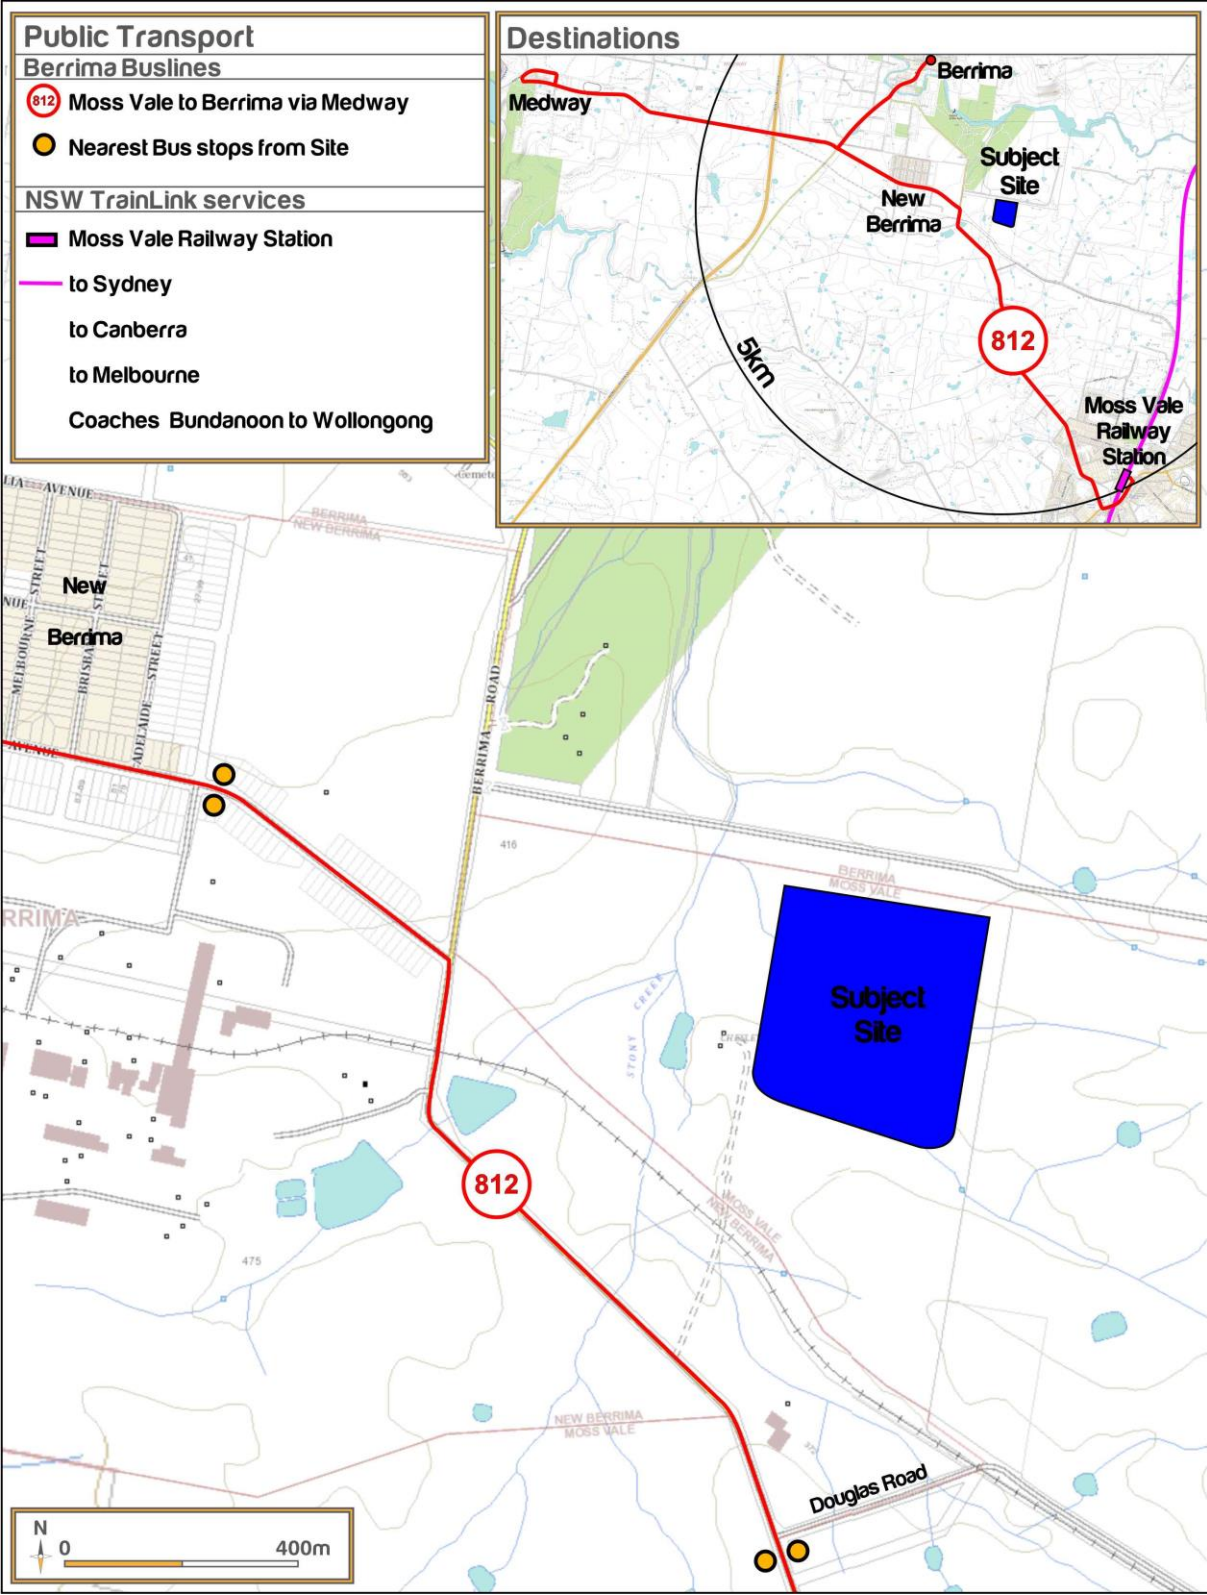 Public Transport
Berrima Buslines
812 Moss Vale to Berrima via Medway
Nearest Bus stops from Site
NSW TrainLink services
Moss Vale Railway Station
to Sydney
to Canberra
to Melbourne
Coaches Bundanoon to Wollongong
Destinations
Berrima
Medway
Subject
Site
New
Berrima
5km
812
Moss Vale
Railway
Station
LIA AVENUE
BERRIMA
NEW BERRIMA
New
Berrima
NUE
MELBOURNE STREET
STREET
ADELAIDE STREET
AVENUE
BERRIMA ROAD
416
BERRIMA
MOSS VALE
RRIMA
Subject
Site
STONY CREEK
812
MOSS VALE
NEW BERRIMA
475
NEW BERRIMA
MOSS VALE
Douglas Road
N
0 400m